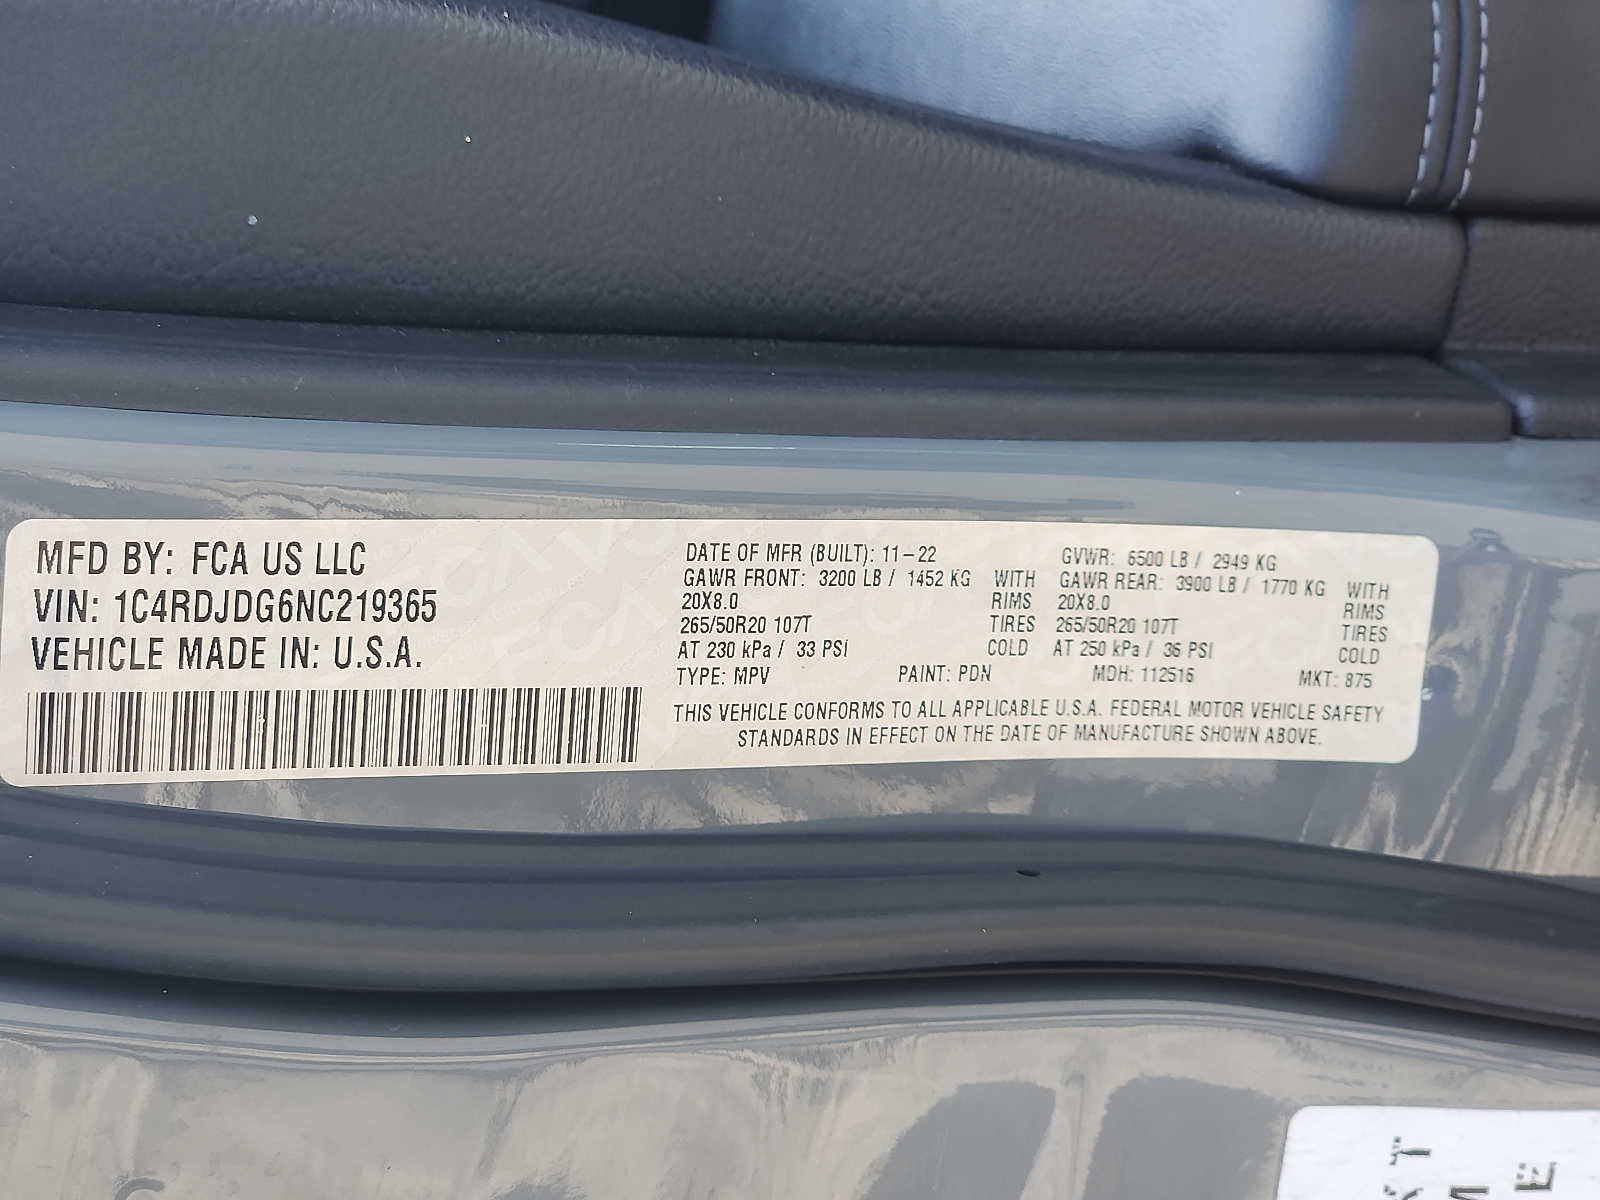 MFD BY: FCA US LLC
VIN: 1C4RDJDG6NC219365
VEHICLE MADE IN: U.S.A.
DATE OF MFR (BUILT): 11-22 GVWR: 6500 LB / 2949 KG
GAWR FRONT: 3200 LB / 1452 KG WITH GAWR REAR: 3900 LB / 1770 KG WITH
20X8.0 RIMS 20X8.0 RIMS
265/50R20 107T TIRES 265/50R20 107T TIRES
AT 230 kPa / 33 PSI COLD AT 250 kPa / 36 PSI COLD
TYPE: MPV PAINT: PDN MDH: 112516 MKT: 875
THIS VEHICLE CONFORMS TO ALL APPLICABLE U.S.A. FEDERAL MOTOR VEHICLE SAFETY
STANDARDS IN EFFECT ON THE DATE OF MANUFACTURE SHOWN ABOVE.